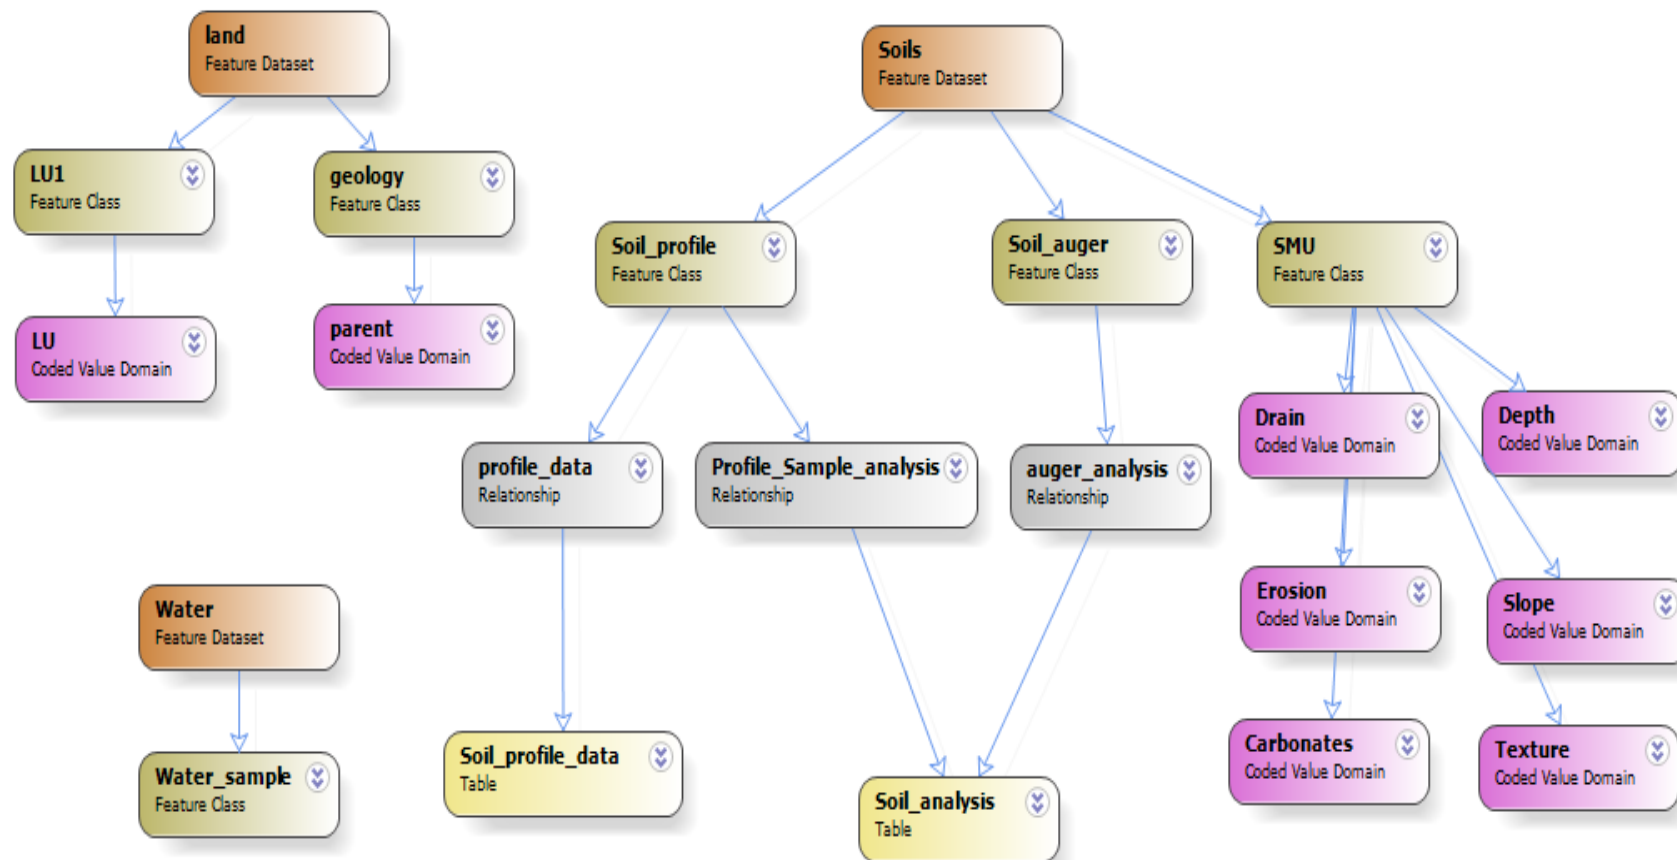 land
Feature Dataset
Soils
Feature Dataset
LU1
Feature Class
geology
Feature Class
Soil_profile
Feature Class
Soil_auger
Feature Class
SMU
Feature Class
LU
Coded Value Domain
parent
Coded Value Domain
Drain
Coded Value Domain
Depth
Coded Value Domain
profile_data
Relationship
Profile_Sample_analysis
Relationship
auger_analysis
Relationship
Erosion
Coded Value Domain
Slope
Coded Value Domain
Water
Feature Dataset
Carbonates
Coded Value Domain
Texture
Coded Value Domain
Soil_profile_data
Table
Water_sample
Feature Class
Soil_analysis
Table